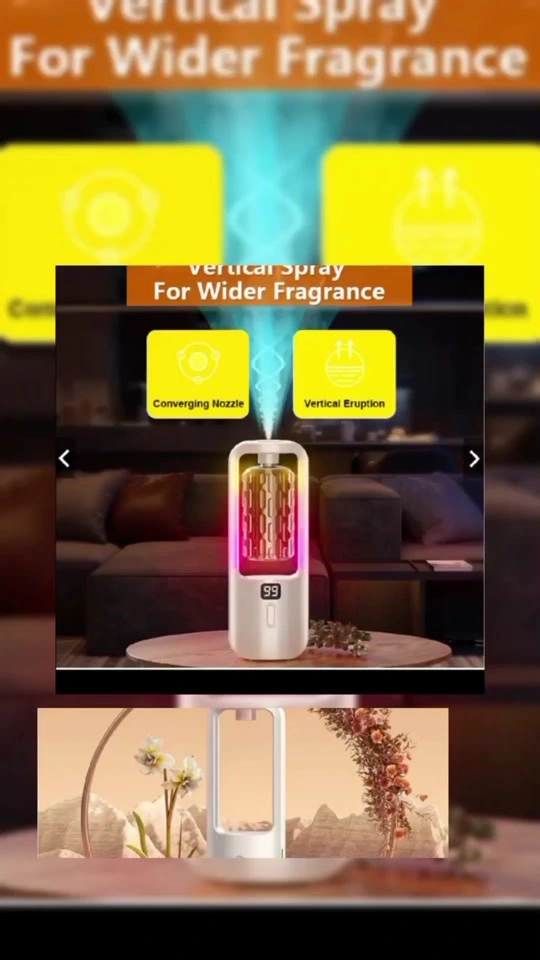 Vertical Spray
For Wider Fragrance
Vertical Spray
For Wider Fragrance
Converging Nozzle
Vertical Eruption
99